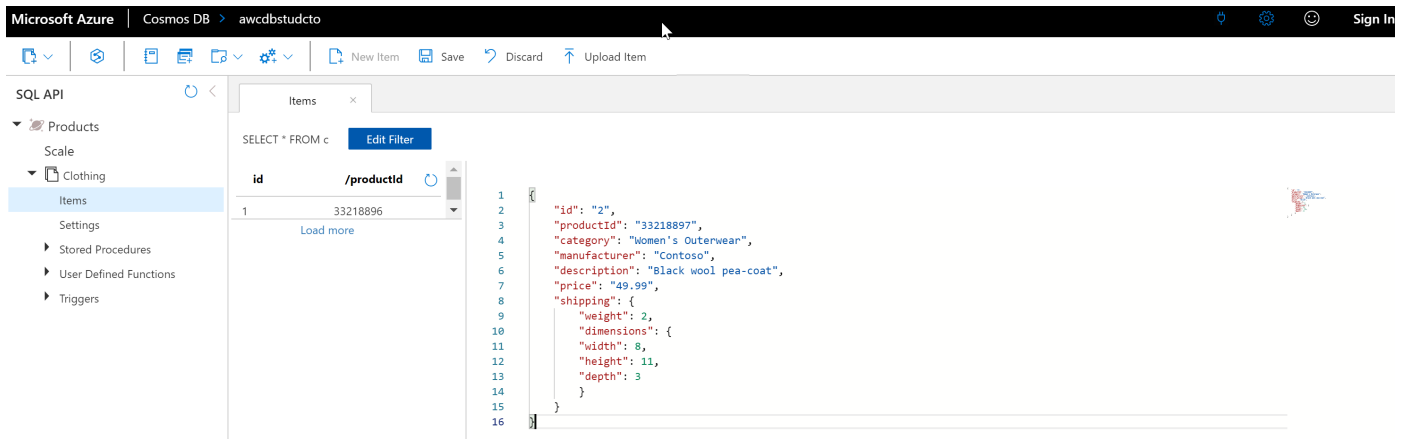 Microsoft Azure Cosmos DB > awcdbstudcto Sign In
New Item Save Discard Upload Item
SQL API
Products
Scale
Clothing
Items
Settings
Stored Procedures
User Defined Functions
Triggers
Items ×
SELECT * FROM c Edit Filter
id /productId
1 33218896
Load more
1 {
2 "id": "2",
3 "productId": "33218897",
4 "category": "Women's Outerwear",
5 "manufacturer": "Contoso",
6 "description": "Black wool pea-coat",
7 "price": "49.99",
8 "shipping": {
9 "weight": 2,
10 "dimensions": {
11 "width": 8,
12 "height": 11,
13 "depth": 3
14 }
15 }
16 }